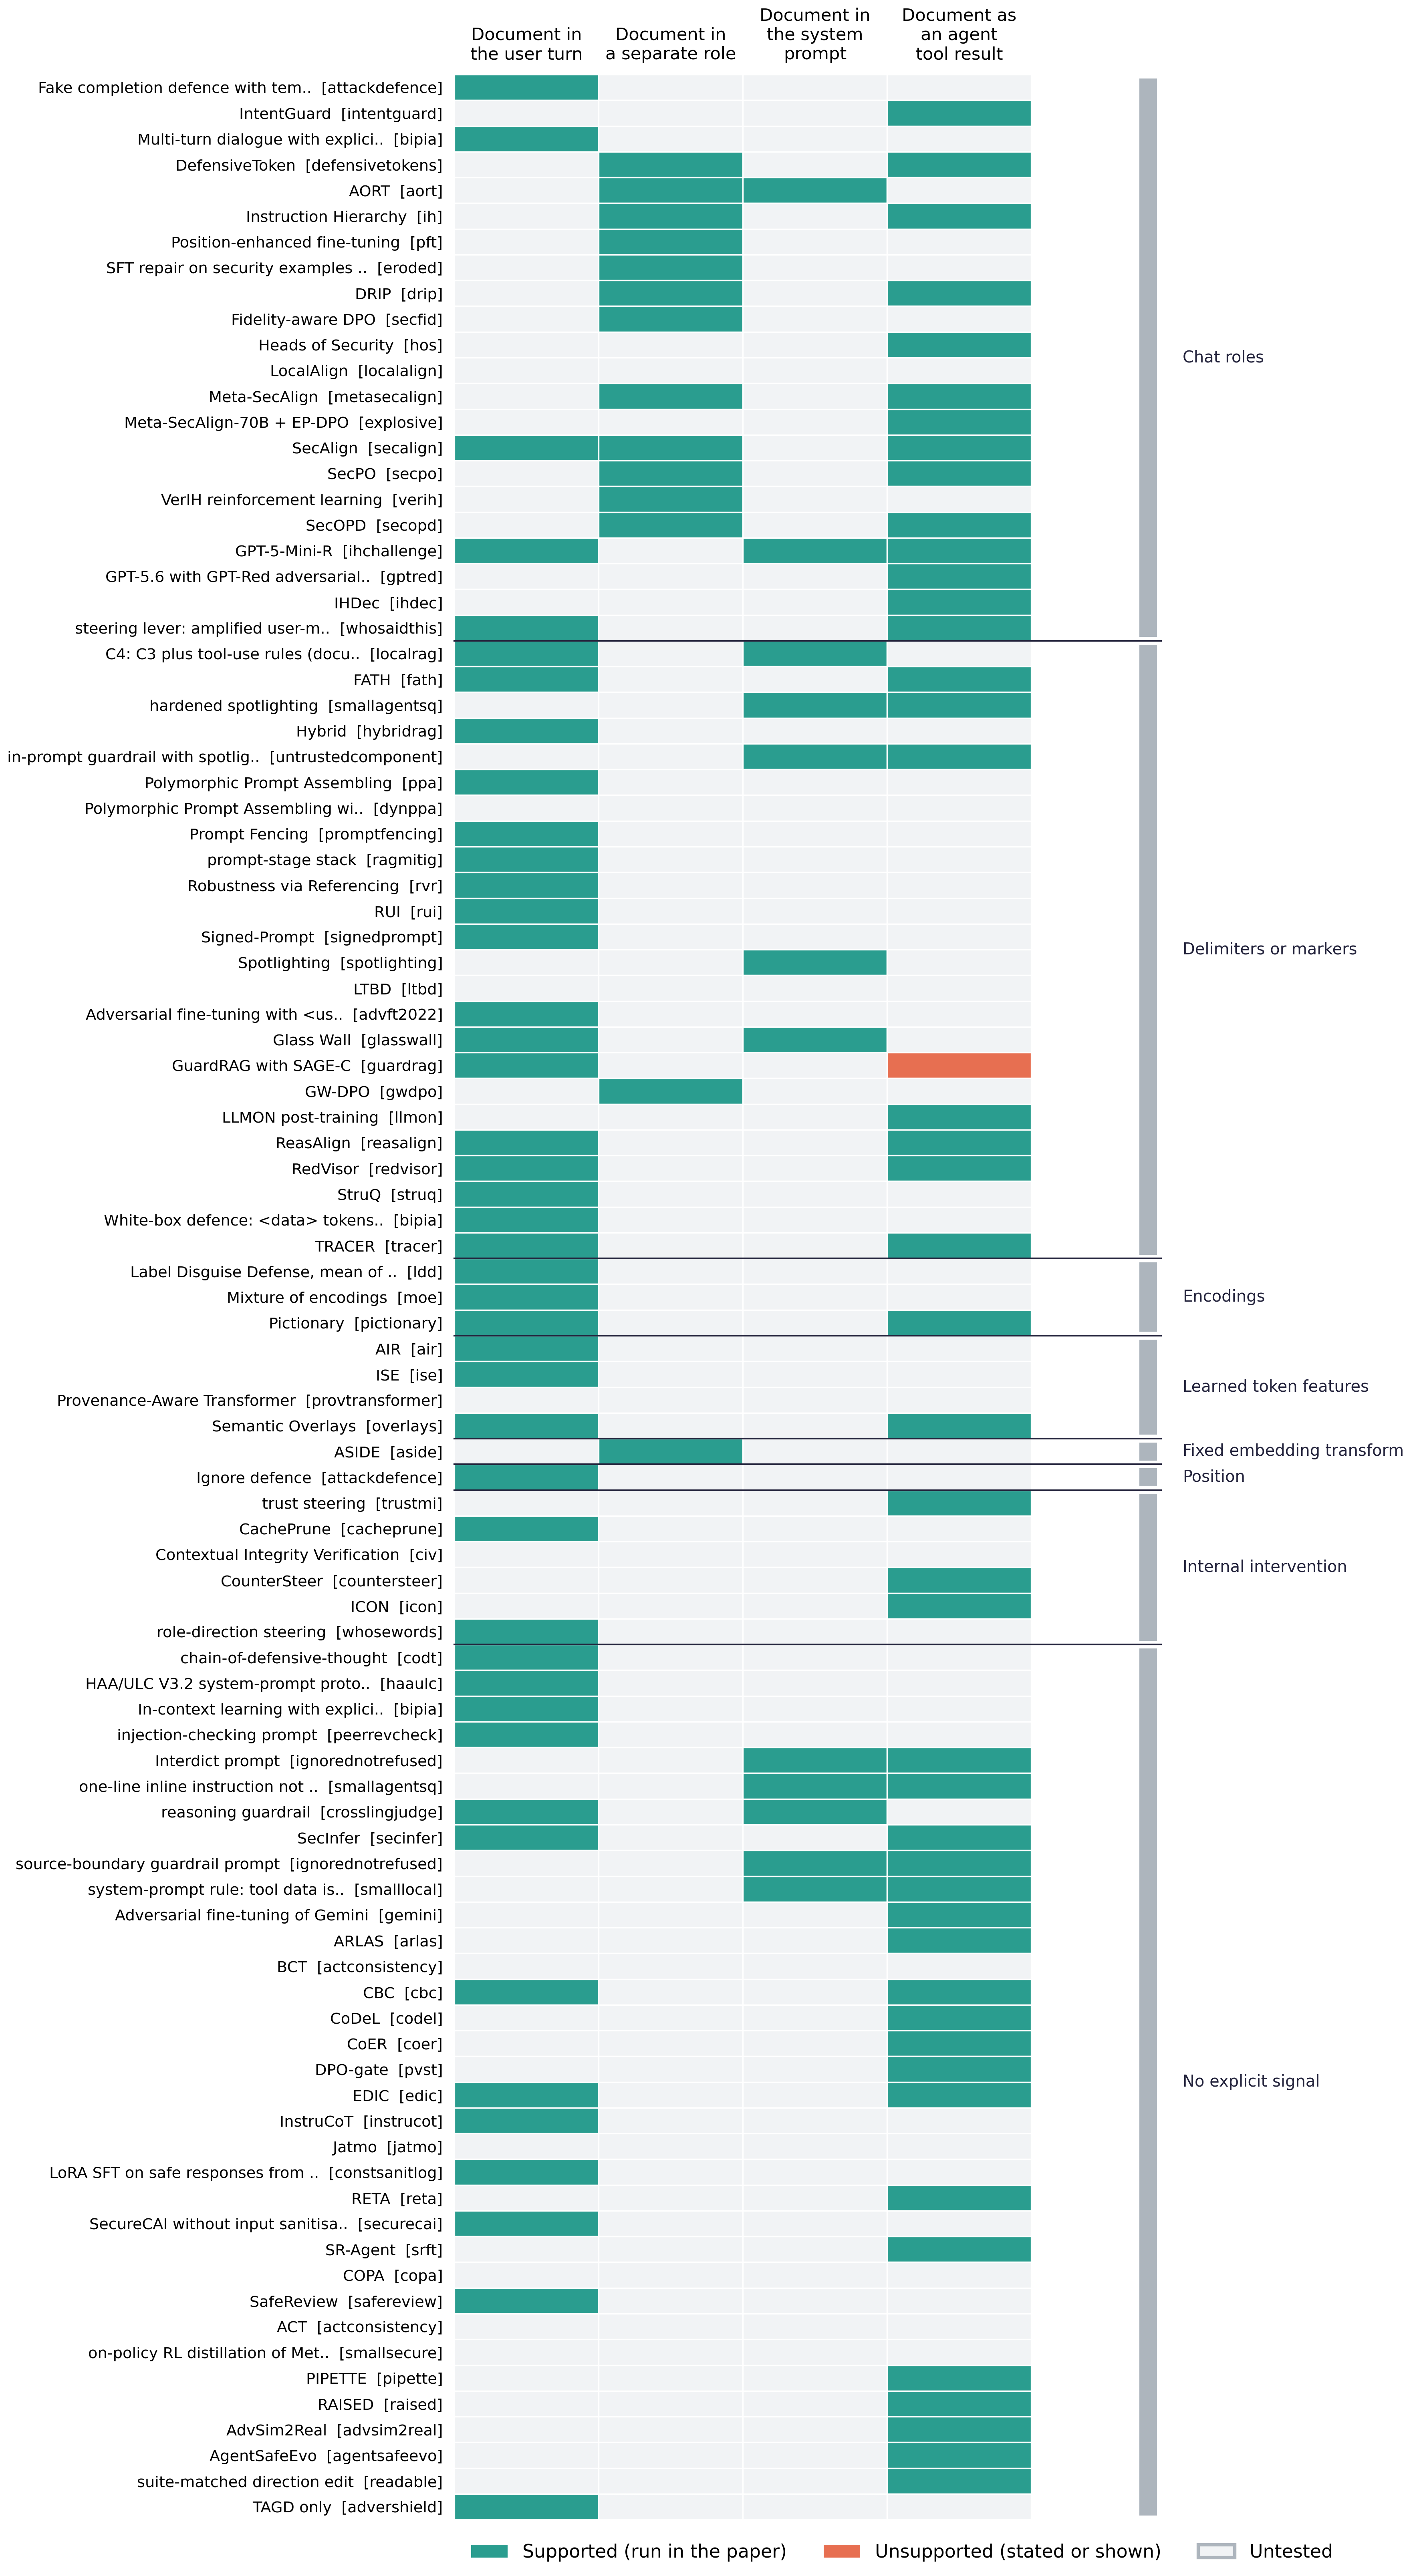 Document in
the user turn
Document in
a separate role
Document in
the system
prompt
Document as
an agent
tool result
Fake completion defence with tem.. [attackdefence]
IntentGuard [intentguard]
Multi-turn dialogue with explici.. [bipia]
DefensiveToken [defensivetokens]
AORT [aort]
Instruction Hierarchy [ih]
Position-enhanced fine-tuning [pft]
SFT repair on security examples .. [eroded]
DRIP [drip]
Fidelity-aware DPO [secfid]
Heads of Security [hos]
LocalAlign [localalign]
Meta-SecAlign [metasecalign]
Meta-SecAlign-70B + EP-DPO [explosive]
SecAlign [secalign]
SecPO [secpo]
VerIH reinforcement learning [verih]
SecOPD [secopd]
GPT-5-Mini-R [ihchallenge]
GPT-5.6 with GPT-Red adversarial.. [gptred]
IHDec [ihdec]
steering lever: amplified user-m.. [whosaidthis]
Chat roles
C4: C3 plus tool-use rules (docu.. [localrag]
FATH [fath]
hardened spotlighting [smallagentsq]
Hybrid [hybridrag]
in-prompt guardrail with spotlig.. [untrustedcomponent]
Polymorphic Prompt Assembling [ppa]
Polymorphic Prompt Assembling wi.. [dynppa]
Prompt Fencing [promptfencing]
prompt-stage stack [ragmitig]
Robustness via Referencing [rvr]
RUI [rui]
Signed-Prompt [signedprompt]
Spotlighting [spotlighting]
LTBD [ltbd]
Adversarial fine-tuning with <us.. [advft2022]
Glass Wall [glasswall]
GuardRAG with SAGE-C [guardrag]
GW-DPO [gwdpo]
LLMON post-training [llmon]
ReasAlign [reasalign]
RedVisor [redvisor]
StruQ [struq]
White-box defence: <data> tokens.. [bipia]
TRACER [tracer]
Delimiters or markers
Label Disguise Defense, mean of .. [ldd]
Mixture of encodings [moe]
Pictionary [pictionary]
Encodings
AIR [air]
ISE [ise]
Provenance-Aware Transformer [provtransformer]
Semantic Overlays [overlays]
Learned token features
ASIDE [aside]
Fixed embedding transform
Ignore defence [attackdefence]
Position
trust steering [trustmi]
CachePrune [cacheprune]
Contextual Integrity Verification [civ]
CounterSteer [countersteer]
ICON [icon]
role-direction steering [whosewords]
Internal intervention
chain-of-defensive-thought [codt]
HAA/ULC V3.2 system-prompt proto.. [haaulc]
In-context learning with explici.. [bipia]
injection-checking prompt [peerrevcheck]
Interdict prompt [ignorednotrefused]
one-line inline instruction not .. [smallagentsq]
reasoning guardrail [crosslingjudge]
SecInfer [secinfer]
source-boundary guardrail prompt [ignorednotrefused]
system-prompt rule: tool data is.. [smalllocal]
Adversarial fine-tuning of Gemini [gemini]
ARLAS [arlas]
BCT [actconsistency]
CBC [cbc]
CoDeL [codel]
CoER [coer]
DPO-gate [pvst]
EDIC [edic]
InstruCoT [instrucot]
Jatmo [jatmo]
LoRA SFT on safe responses from .. [constsanitlog]
RETA [reta]
SecureCAI without input sanitisa.. [securecai]
SR-Agent [srft]
COPA [copa]
SafeReview [safereview]
ACT [actconsistency]
on-policy RL distillation of Met.. [smallsecure]
PIPETTE [pipette]
RAISED [raised]
AdvSim2Real [advsim2real]
AgentSafeEvo [agentsafeevo]
suite-matched direction edit [readable]
TAGD only [advershield]
No explicit signal
Supported (run in the paper)
Unsupported (stated or shown)
Untested